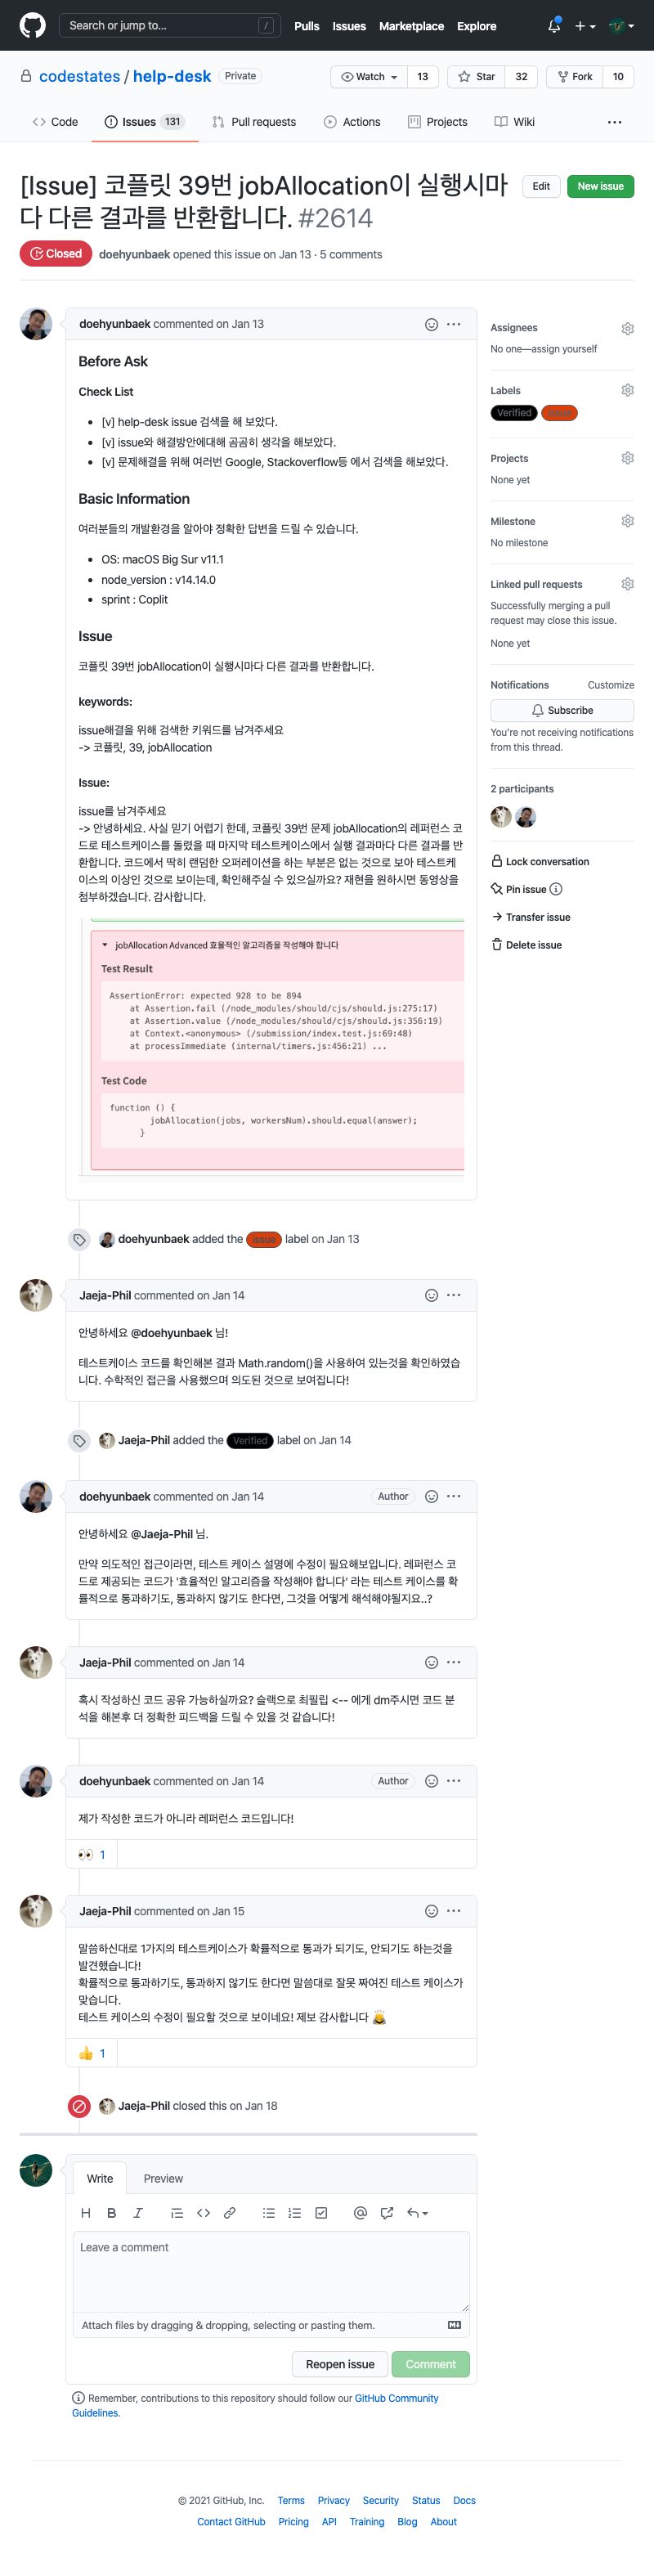 Search or jump to... /
Pulls Issues Marketplace Explore
codestates / help-desk Private
Watch 13 Star 32 Fork 10
Code Issues 131 Pull requests Actions Projects Wiki
[Issue] 코플릿 39번 jobAllocation이 실행시마
다 다른 결과를 반환합니다. #2614
Edit New issue
Closed doehyunbaek opened this issue on Jan 13 · 5 comments
doehyunbaek commented on Jan 13
Before Ask
Check List
• [v] help-desk issue 검색을 해 보았다.
• [v] issue와 해결방안에대해 곰곰히 생각을 해보았다.
• [v] 문제해결을 위해 여러번 Google, Stackoverflow등 에서 검색을 해보았다.
Basic Information
여러분들의 개발환경을 알아야 정확한 답변을 드릴 수 있습니다.
• OS: macOS Big Sur v11.1
• node_version : v14.14.0
• sprint : Coplit
Issue
코플릿 39번 jobAllocation이 실행시마다 다른 결과를 반환합니다.
keywords:
issue해결을 위해 검색한 키워드를 남겨주세요
-> 코플릿, 39, jobAllocation
Issue:
issue를 남겨주세요
-> 안녕하세요. 사실 믿기 어렵기 한데, 코플릿 39번 문제 jobAllocation의 레퍼런스 코
드로 테스트케이스를 돌렸을 때 마지막 테스트케이스에서 실행 결과마다 다른 결과를 반
환합니다. 코드에서 딱히 랜덤한 오퍼레이션을 하는 부분은 없는 것으로 보아 테스트케
이스의 이상인 것으로 보이는데, 확인해주실 수 있으실까요? 재현을 원하시면 동영상을
첨부하겠습니다. 감사합니다.
jobAllocation Advanced 효율적인 알고리즘을 작성해야 합니다
Test Result
AssertionError: expected 928 to be 894
at Assertion.fail (/node_modules/should/cjs/should.js:275:17)
at Assertion.value (/node_modules/should/cjs/should.js:356:19)
at Context.<anonymous> (/submission/index.test.js:69:48)
at processImmediate (internal/timers.js:456:21) ...
Test Code
function () {
jobAllocation(jobs, workersNum).should.equal(answer);
}
Assignees
No one—assign yourself
Labels
Verified issue
Projects
None yet
Milestone
No milestone
Linked pull requests
Successfully merging a pull
request may close this issue.
None yet
Notifications Customize
Subscribe
You're not receiving notifications
from this thread.
2 participants
Lock conversation
Pin issue
Transfer issue
Delete issue
doehyunbaek added the issue label on Jan 13
Jaeja-Phil commented on Jan 14
안녕하세요 @doehyunbaek 님!
테스트케이스 코드를 확인해본 결과 Math.random()을 사용하여 있는것을 확인하였습
니다. 수학적인 접근을 사용했으며 의도된 것으로 보여집니다!
Jaeja-Phil added the Verified label on Jan 14
doehyunbaek commented on Jan 14 Author
안녕하세요 @Jaeja-Phil 님.
만약 의도적인 접근이라면, 테스트 케이스 설명에 수정이 필요해보입니다. 레퍼런스 코
드로 제공되는 코드가 '효율적인 알고리즘을 작성해야 합니다' 라는 테스트 케이스를 확
률적으로 통과하기도, 통과하지 않기도 한다면, 그것을 어떻게 해석해야될지요..?
Jaeja-Phil commented on Jan 14
혹시 작성하신 코드 공유 가능하실까요? 슬랙으로 최필립 <-- 에게 dm주시면 코드 분
석을 해본후 더 정확한 피드백을 드릴 수 있을 것 같습니다!
doehyunbaek commented on Jan 14 Author
제가 작성한 코드가 아니라 레퍼런스 코드입니다!
👀 1
Jaeja-Phil commented on Jan 15
말씀하신대로 1가지의 테스트케이스가 확률적으로 통과가 되기도, 안되기도 하는것을
발견했습니다!
확률적으로 통과하기도, 통과하지 않기도 한다면 말씀대로 잘못 짜여진 테스트 케이스가
맞습니다.
테스트 케이스의 수정이 필요할 것으로 보이네요! 제보 감사합니다 🙇
👍 1
Jaeja-Phil closed this on Jan 18
Write Preview
Leave a comment
Attach files by dragging & dropping, selecting or pasting them.
Reopen issue Comment
Remember, contributions to this repository should follow our GitHub Community
Guidelines.
© 2021 GitHub, Inc. Terms Privacy Security Status Docs
Contact GitHub Pricing API Training Blog About